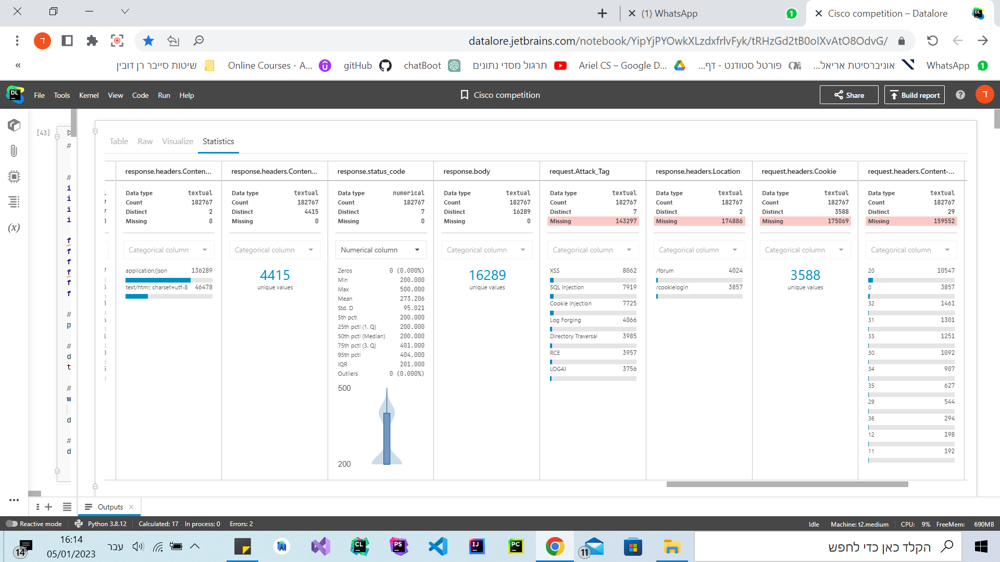 (1) WhatsApp
1
Cisco competition – Datalore
datalore.jetbrains.com/notebook/YipYjPYOwkXLzdxfrlvFyk/tRHzGd2tB0oIXvAtO8OdvG/
« שיטות סייבר רן דובין Online Courses - A... gitHub chatBoot תרגול מסדי נתונים Ariel CS – Google D... פורטל סטודנט - דף... אוניברסיטת אריאל... WhatsApp 1
DL File Tools Kernel View Code Run Help Cisco competition Share Build report ? ד
[43]
Table Raw Visualize Statistics
response.headers.Conten...
Data type textual
Count 182767
Distinct 2
Missing 0
Categorical column
application/json 136289
text/html; charset=utf-8 46478
response.headers.Conten...
Data type textual
Count 182767
Distinct 4415
Missing 0
Categorical column
4415
unique values
response.status_code
Data type numerical
Count 182767
Distinct 7
Missing 0
Numerical column
Zeros 0 (0.000%)
Min 200.000
Max 500.000
Mean 273.206
Std. D 95.021
5th pctl 200.000
25th pctl (1. Q) 200.000
50th pctl (Median) 200.000
75th pctl (3. Q) 401.000
95th pctl 404.000
IQR 201.000
Outliers 0 (0.000%)
500
200
response.body
Data type textual
Count 182767
Distinct 16289
Missing 0
Categorical column
16289
unique values
request.Attack_Tag
Data type textual
Count 182767
Distinct 7
Missing 143297
Categorical column
XSS 8062
SQL Injection 7919
Cookie Injection 7725
Log Forging 4066
Directory Traversal 3985
RCE 3957
LOG4J 3756
response.headers.Location
Data type textual
Count 182767
Distinct 2
Missing 174886
Categorical column
/forum 4024
/cookielogin 3857
request.headers.Cookie
Data type textual
Count 182767
Distinct 3588
Missing 175069
Categorical column
3588
unique values
request.headers.Content-...
Data type textual
Count 182767
Distinct 29
Missing 159552
Categorical column
20 10547
0 3857
32 1461
31 1301
33 1251
30 1092
34 907
35 627
29 544
36 294
12 198
11 192
Outputs
Reactive mode Python 3.8.12 Calculated: 17 In process: 0 Errors: 2 Idle Machine: t2.medium CPU: 9% FreeMem: 690MB
14
16:14
05/01/2023
עבר
CL
PS
IJ
PC
11
הקלד כאן כדי לחפש